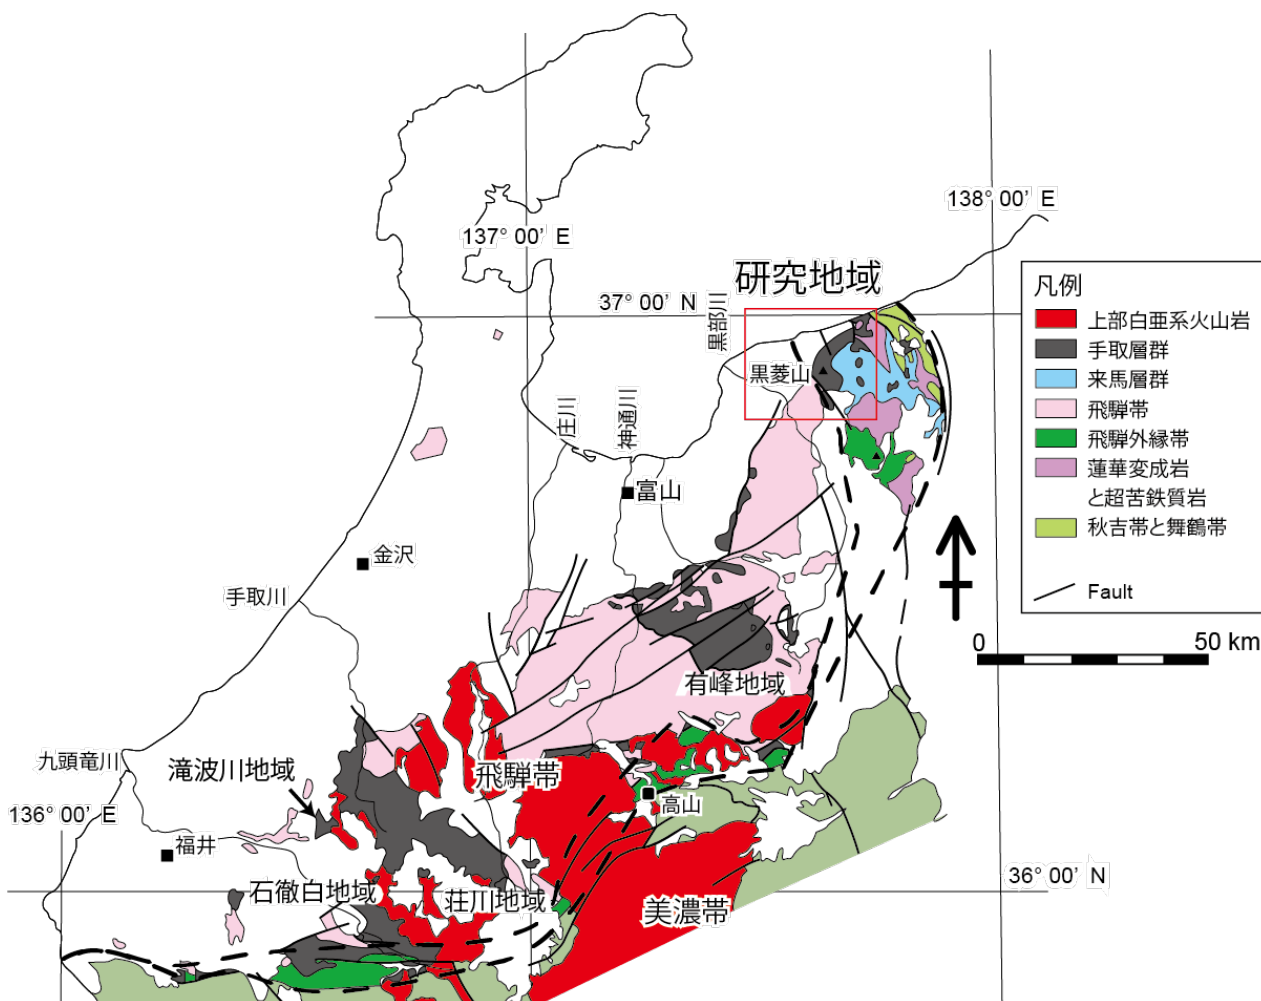 138° 00’ E
137° 00’ E
研究地域
37° 00’ N
黒部川
黒菱山
凡例
上部白亜系火山岩
手取層群
来馬層群
飛騨帯
飛騨外縁帯
蓮華変成岩
と超苦鉄質岩
秋吉帯と舞鶴帯
Fault
庄川
神通川
富山
金沢
手取川
0
50 km
有峰地域
九頭竜川
滝波川地域
飛騨帯
高山
136° 00’ E
福井
石徹白地域
荘川地域
美濃帯
36° 00’ N